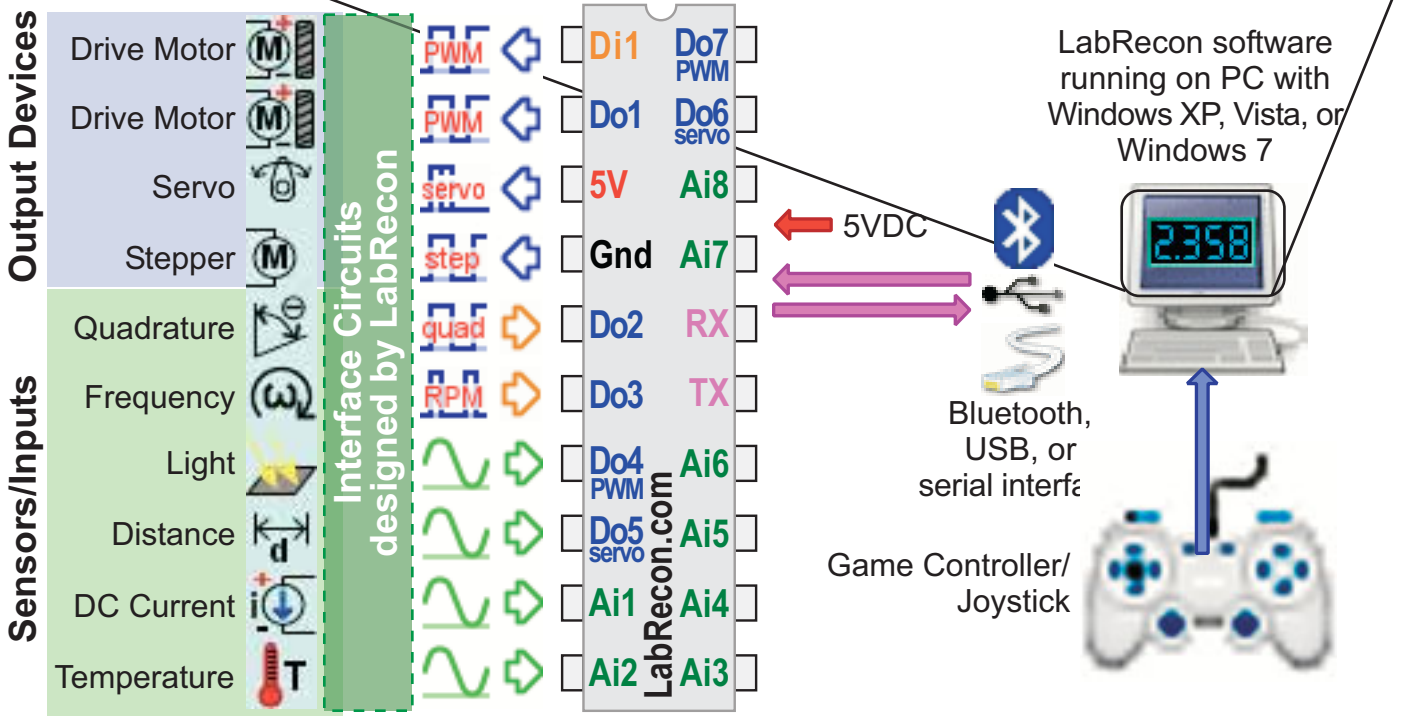 Output Devices
Drive Motor
PWM
Drive Motor
PWM
Servo
servo
Stepper
step
Sensors/Inputs
Quadrature
quad
Frequency
ω
RPM
Light
Distance
d
DC Current
i
Temperature
T
M
M
M
Interface Circuits
designed by LabRecon
Di1
Do1
5V
Gnd
Do2
Do3
Do4
PWM
Do5
servo
Ai1
Ai2
LabRecon.com
Do7
PWM
Do6
servo
Ai8
Ai7
RX
TX
Ai6
Ai5
Ai4
Ai3
5VDC
LabRecon software
running on PC with
Windows XP, Vista, or
Windows 7
2.358
Bluetooth,
USB, or
serial interfa
Game Controller/
Joystick